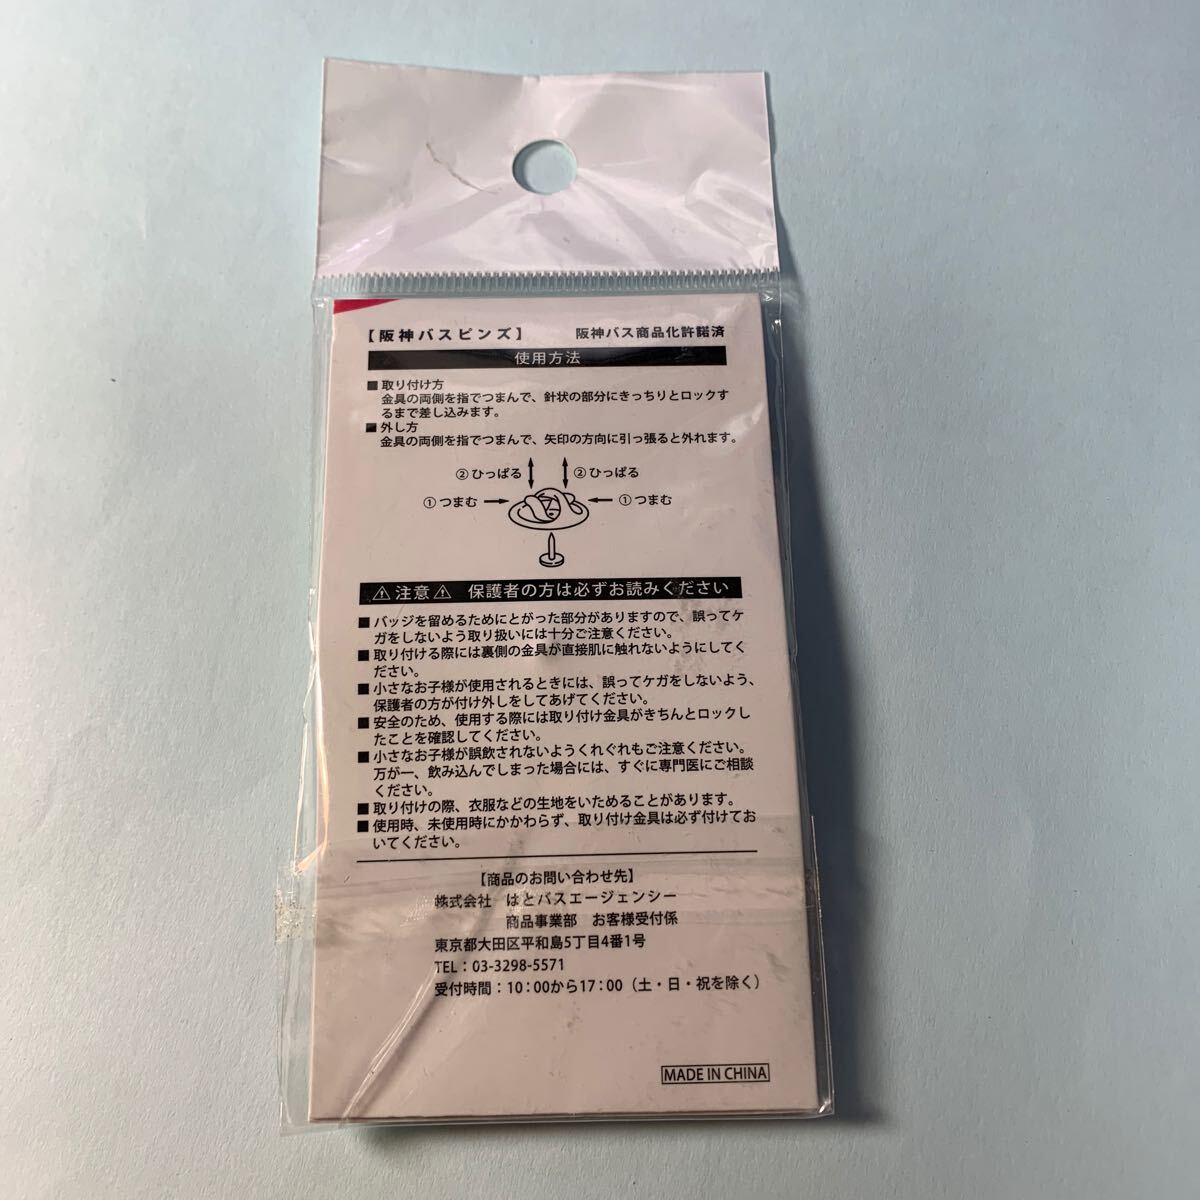 【阪神バスピンズ】 阪神バス商品化許諾済
使用方法
■ 取り付け方
金具の両側を指でつまんで、針状の部分にきっちりとロックす
るまで差し込みます。
■ 外し方
金具の両側を指でつまんで、矢印の方向に引っ張ると外れます。
②ひっぱる ②ひっぱる
①つまむ ①つまむ
⚠注意⚠ 保護者の方は必ずお読みください
■ バッジを留めるためにとがった部分がありますので、誤ってケ
ガをしないよう取り扱いには十分ご注意ください。
■ 取り付ける際には裏側の金具が直接肌に触れないようにしてく
ださい。
■ 小さなお子様が使用されるときには、誤ってケガをしないよう、
保護者の方が付け外しをしてあげてください。
■ 安全のため、使用する際には取り付け金具がきちんとロックし
たことを確認してください。
■ 小さなお子様が誤飲されないようくれぐれもご注意ください。
万が一、飲み込んでしまった場合には、すぐに専門医にご相談
ください。
■ 取り付けの際、衣服などの生地をいためることがあります。
■ 使用時、未使用時にかかわらず、取り付け金具は必ず付けてお
いてください。
【商品のお問い合わせ先】
株式会社 はとバスエージェンシー
商品事業部 お客様受付係
東京都大田区平和島5丁目4番1号
TEL：03-3298-5571
受付時間：10：00から17：00（土・日・祝を除く）
MADE IN CHINA